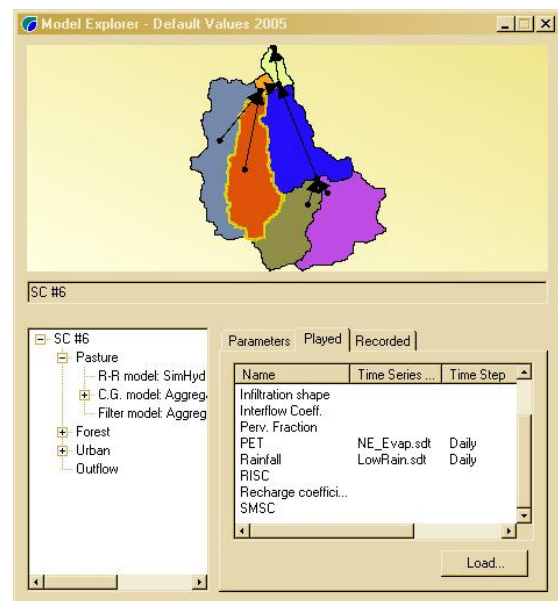 Model Explorer - Default Values 2005
SC #6
SC #6
Pasture
R-R model: SimHyd
C.G. model: Aggreg
Filter model: Aggreg
Forest
Urban
Outflow
Parameters Played Recorded
Name Time Series ... Time Step
Infiltration shape
Interflow Coeff.
Perv. Fraction
PET NE_Evap.sdt Daily
Rainfall LowRain.sdt Daily
RISC
Recharge coeffici...
SMSC
Load...